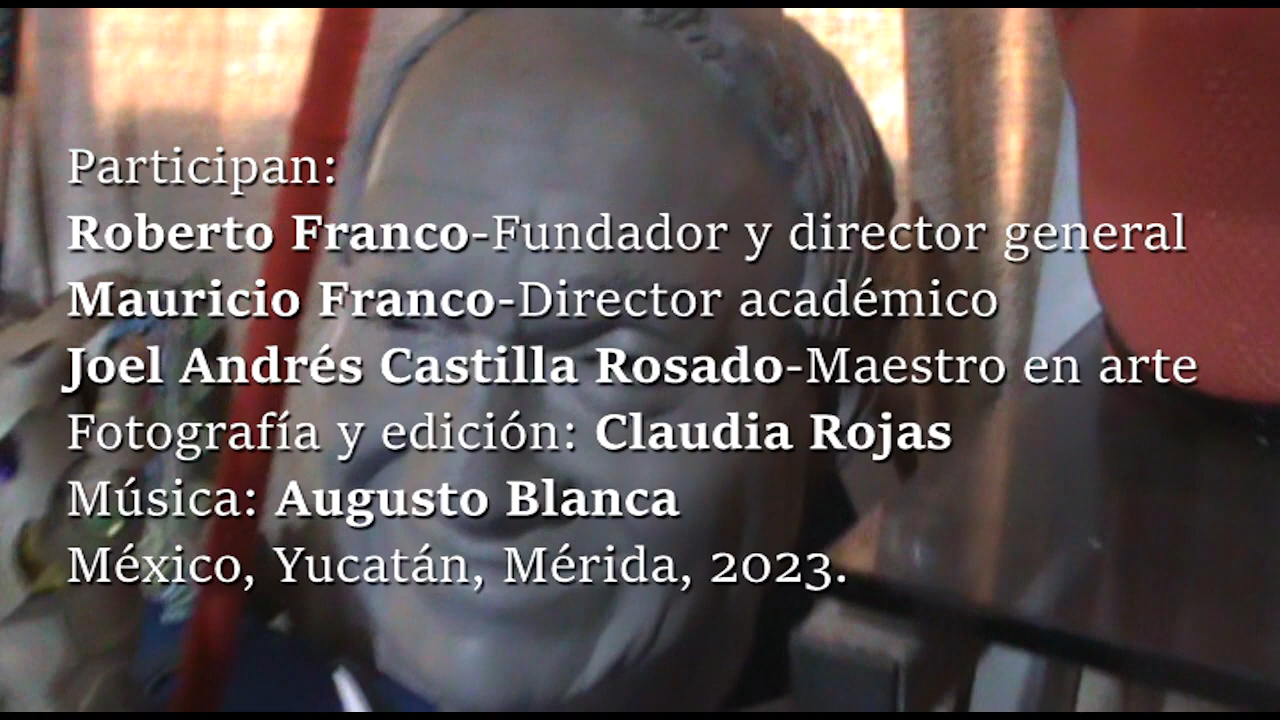 Participan:
Roberto Franco-Fundador y director general
Mauricio Franco-Director académico
Joel Andrés Castilla Rosado-Maestro en arte
Fotografía y edición: Claudia Rojas
Música: Augusto Blanca
México, Yucatán, Mérida, 2023.